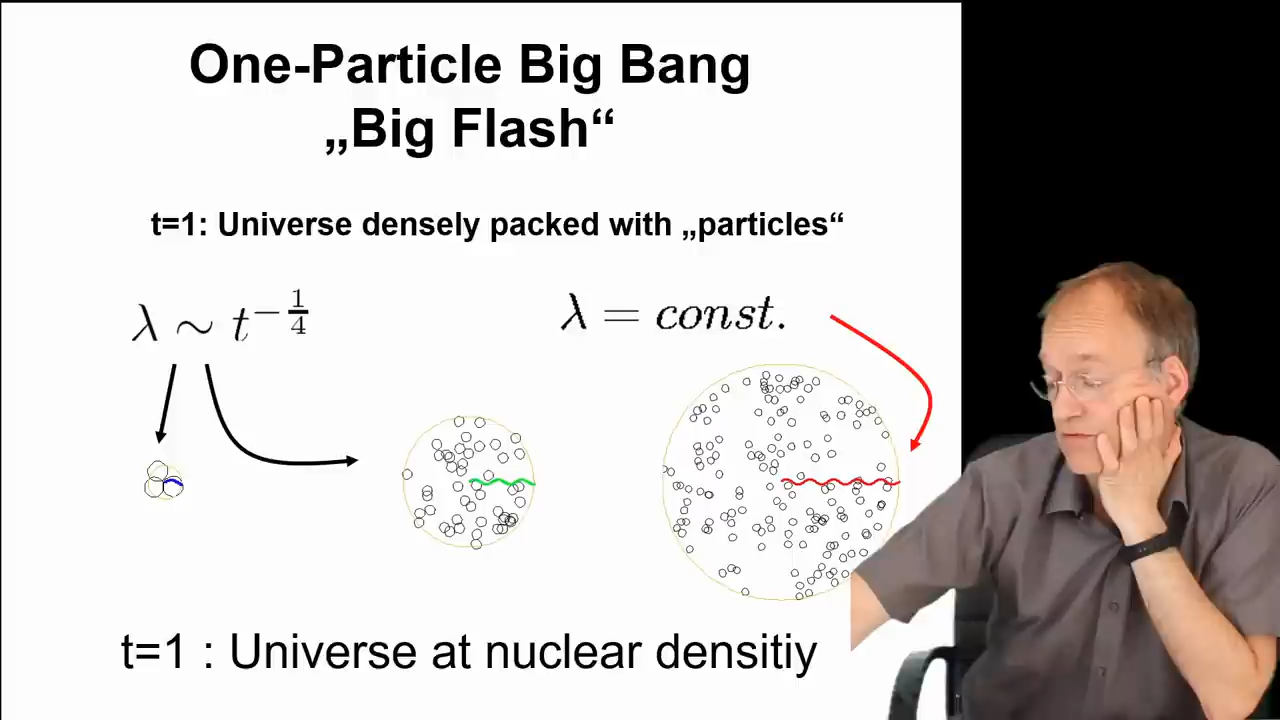 One-Particle Big Bang
„Big Flash“
t=1: Universe densely packed with „particles“
λ ∼ t^{-\frac{1}{4}}
λ = const.
t=1 : Universe at nuclear densitiy